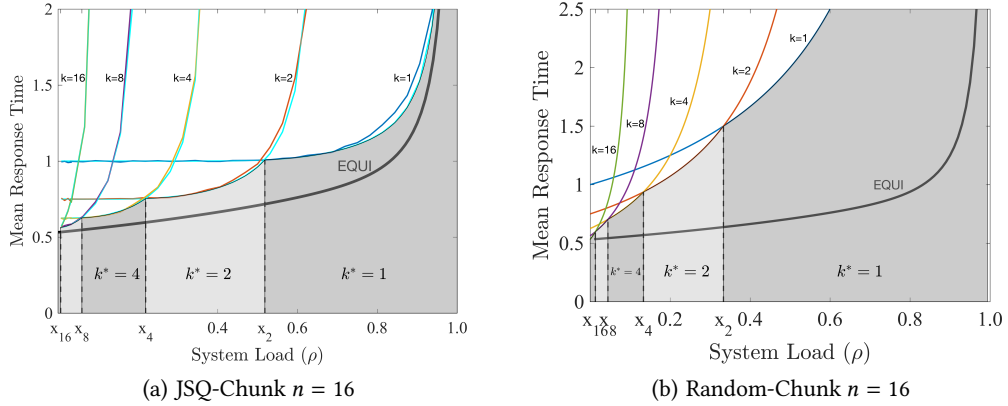 Mean Response Time
2
1.5
1
0.5
0
k=16
k=8
k=4
k=2
k=1
EQUI
k* = 4
k* = 2
k* = 1
x16 x8 x4 0.4 x2 0.6 0.8 1.0
System Load (ρ)
(a) JSQ-Chunk n = 16
Mean Response Time
2.5
2
1.5
1
0.5
0
k=1
k=2
k=4
k=8
k=16
EQUI
k* = 4
k* = 2
k* = 1
x16 8 x4 0.2 x2 0.4 0.6 0.8 1.0
System Load (ρ)
(b) Random-Chunk n = 16